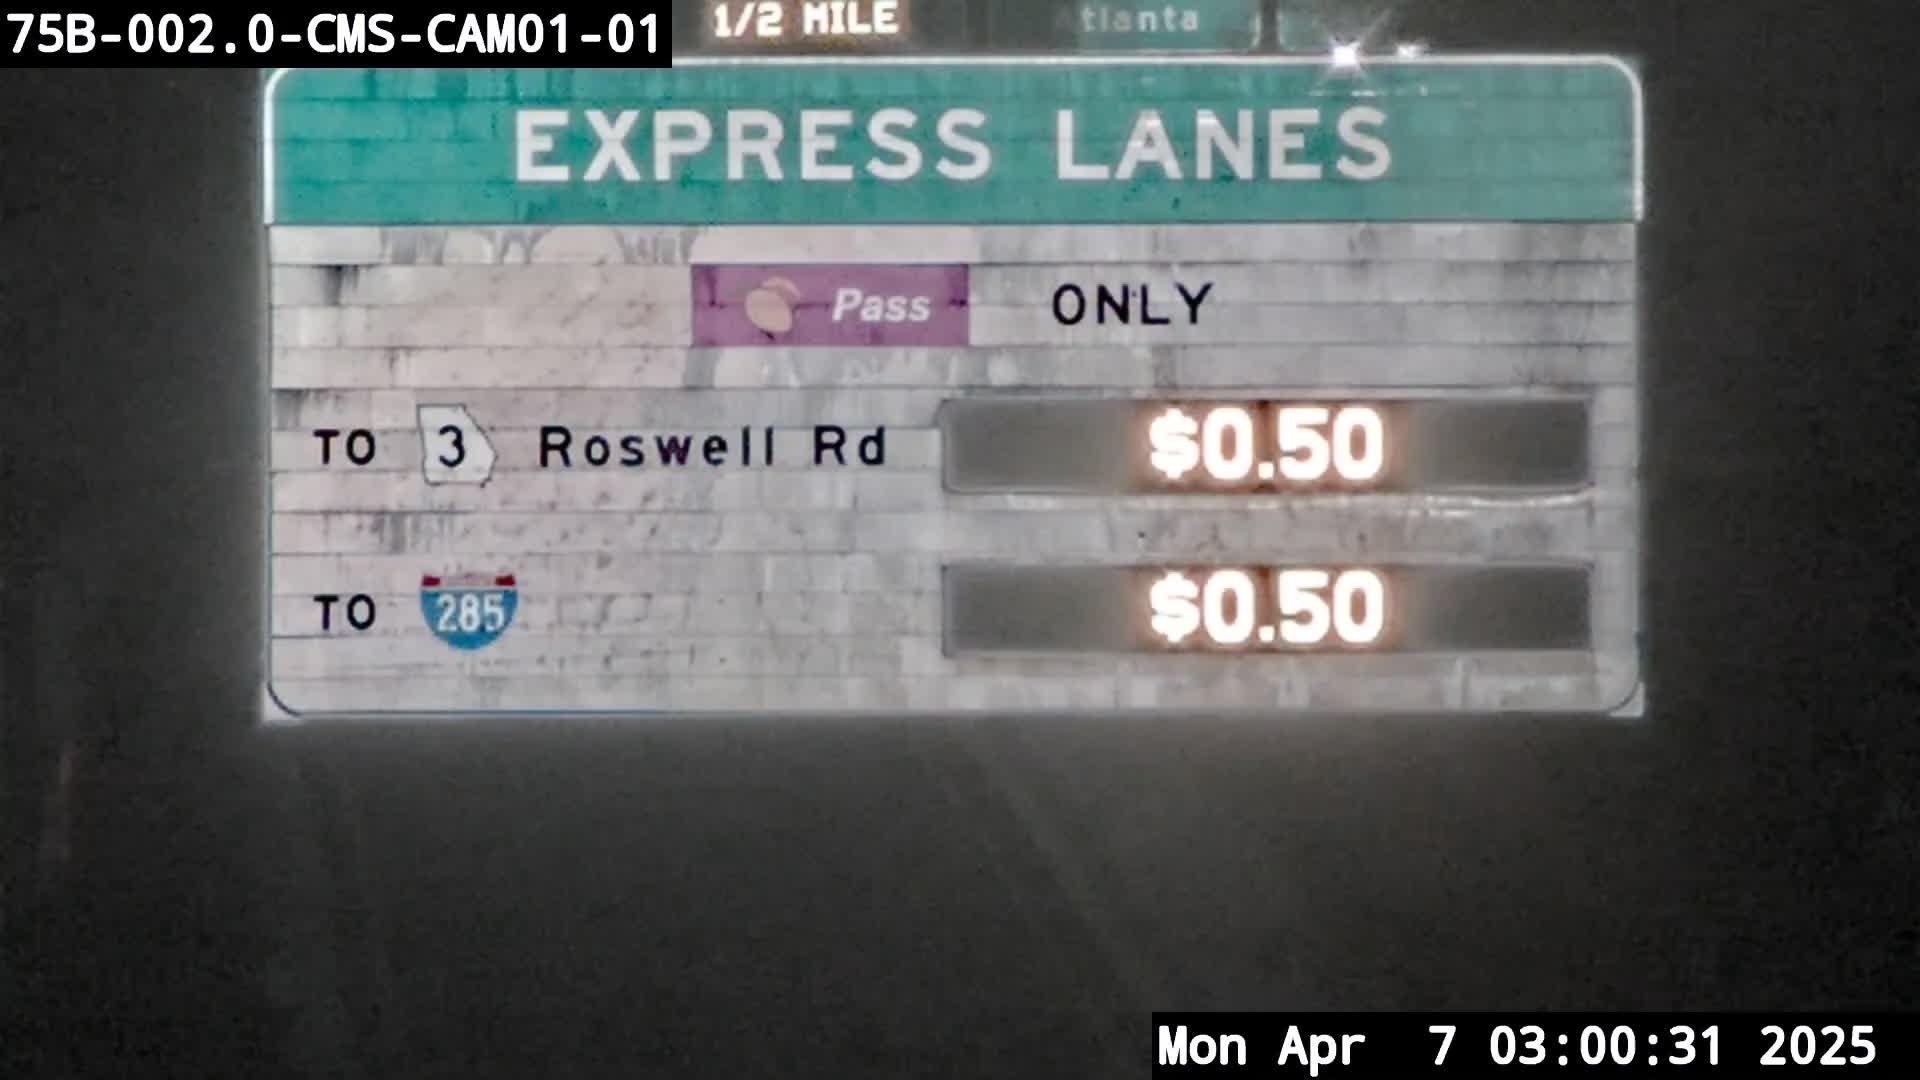 75B-002.0-CMS-CAM01-01
1/2 MILE
tlanta
EXPRESS LANES
Pass ONLY
TO 3 Roswell Rd $0.50
TO 285 $0.50
Mon Apr 7 03:00:31 2025